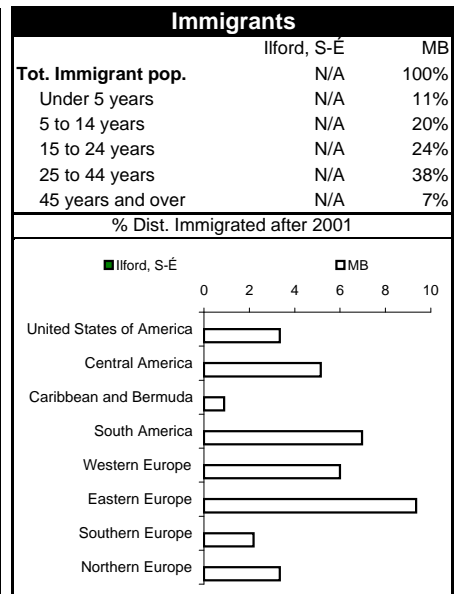 Immigrants
Ilford, S-É MB
Tot. Immigrant pop. N/A 100%
Under 5 years N/A 11%
5 to 14 years N/A 20%
15 to 24 years N/A 24%
25 to 44 years N/A 38%
45 years and over N/A 7%
% Dist. Immigrated after 2001
Ilford, S-É MB
0 2 4 6 8 10
United States of America
Central America
Caribbean and Bermuda
South America
Western Europe
Eastern Europe
Southern Europe
Northern Europe